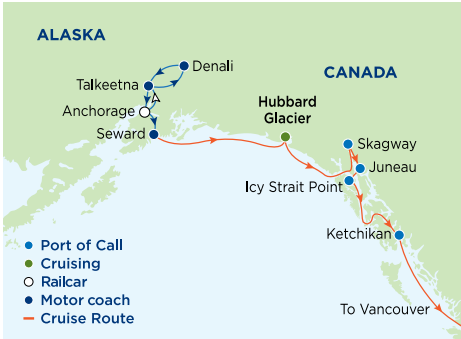 ALASKA
Denali
CANADA
Talkeetna
Anchorage
Hubbard
Glacier
Seward
Skagway
Juneau
Icy Strait Point
Ketchikan
Port of Call
Cruising
Railcar
Motor coach
Cruise Route
To Vancouver